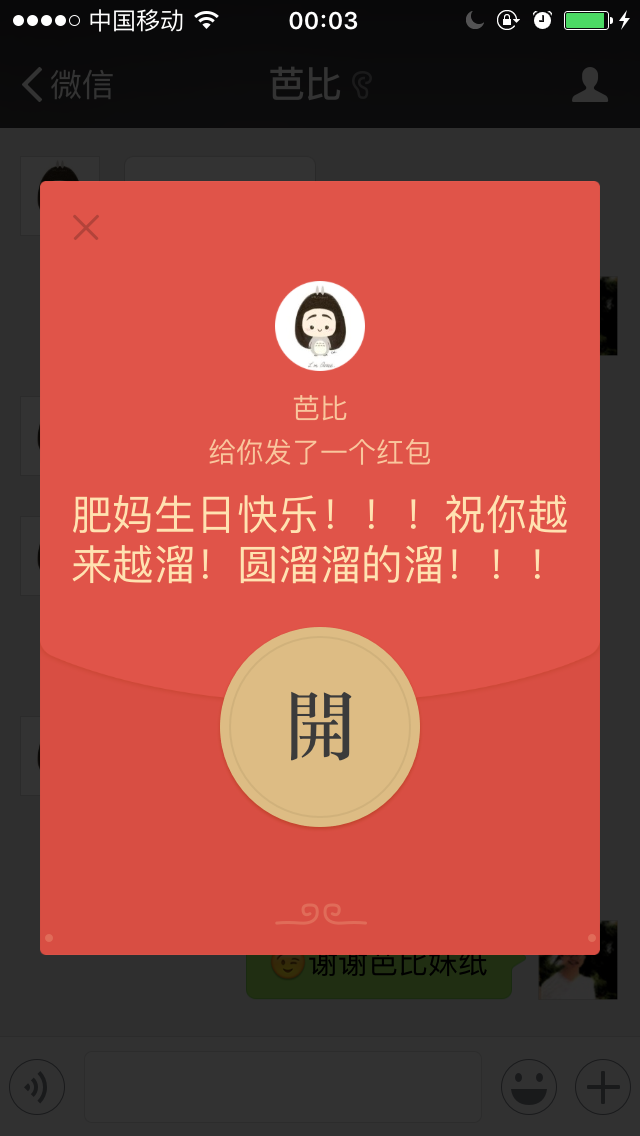 中国移动 00:03
微信 芭比
芭比
给你发了一个红包
肥妈生日快乐！！！祝你越
来越溜！圆溜溜的溜！！！
開
谢谢芭比妹纸